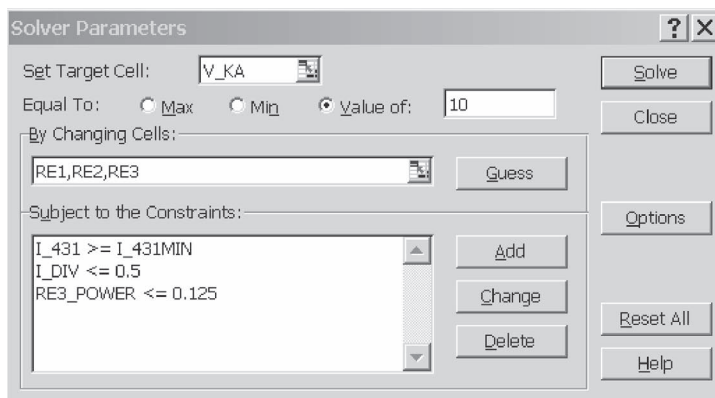 Solver Parameters
? X
Set Target Cell: V_KA
Solve
Equal To: Max Min Value of: 10
Close
By Changing Cells:
RE1,RE2,RE3
Guess
Subject to the Constraints:
Options
I_431 >= I_431MIN
I_DIV <= 0.5
RE3_POWER <= 0.125
Add
Change
Delete
Reset All
Help